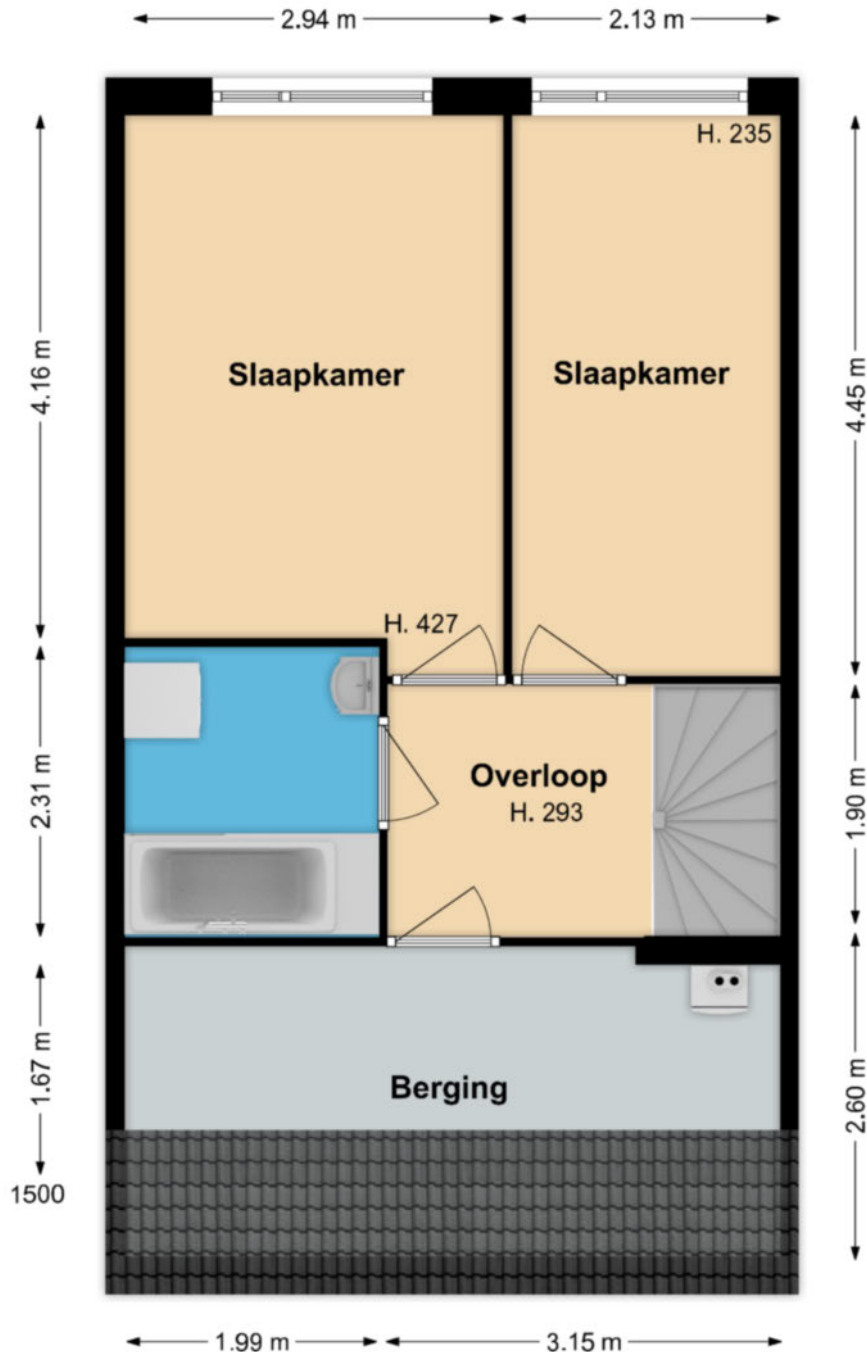 2.94 m
2.13 m
H. 235
4.16 m
4.45 m
Slaapkamer
Slaapkamer
H. 427
2.31 m
Overloop
H. 293
1.90 m
1.67 m
Berging
2.60 m
1500
1.99 m
3.15 m